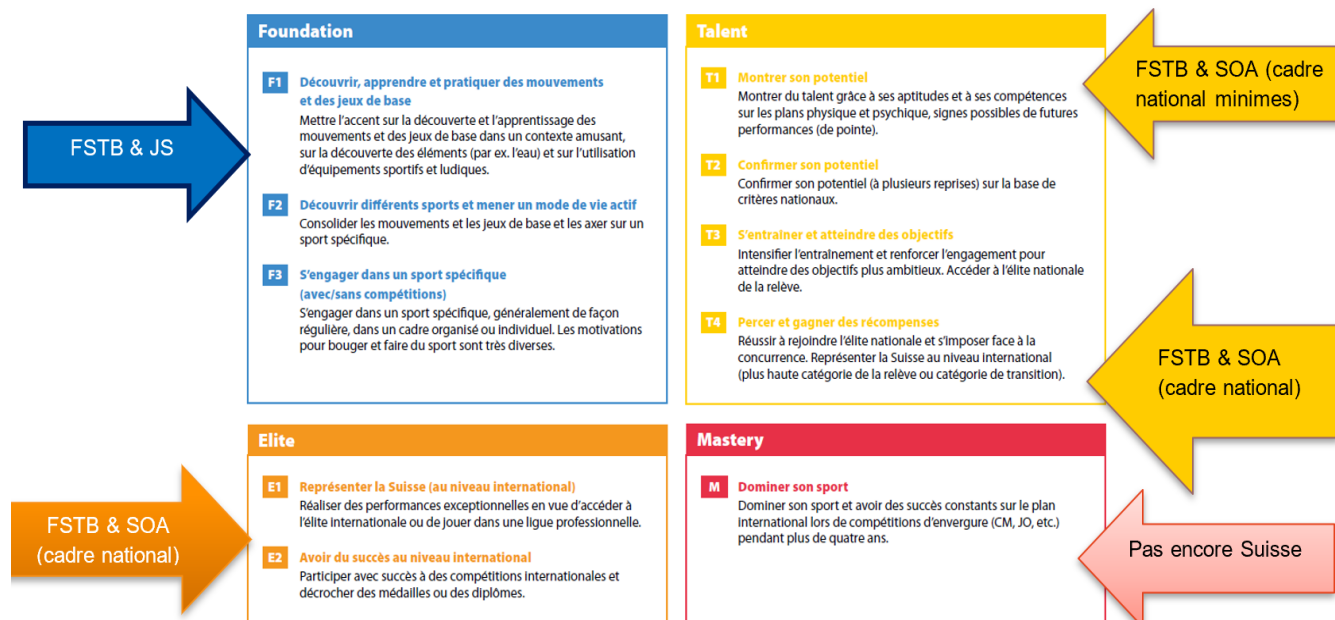 Foundation
F1 Découvrir, apprendre et pratiquer des mouvements
et des jeux de base
Mettre l'accent sur la découverte et l'apprentissage des
mouvements et des jeux de base dans un contexte amusant,
sur la découverte des éléments (par ex. l'eau) et sur l'utilisation
d'équipements sportifs et ludiques.
F2 Découvrir différents sports et mener un mode de vie actif
Consolider les mouvements et les jeux de base et les axer sur un
sport spécifique.
F3 S'engager dans un sport spécifique
(avec/sans compétitions)
S'engager dans un sport spécifique, généralement de façon
régulière, dans un cadre organisé ou individuel. Les motivations
pour bouger et faire du sport sont très diverses.
FSTB & JS
Talent
T1 Montrer son potentiel
Montrer du talent grâce à ses aptitudes et à ses compétences
sur les plans physique et psychique, signes possibles de futures
performances (de pointe).
T2 Confirmer son potentiel
Confirmer son potentiel (à plusieurs reprises) sur la base de
critères nationaux.
T3 S'entraîner et atteindre des objectifs
Intensifier l'entraînement et renforcer l'engagement pour
atteindre des objectifs plus ambitieux. Accéder à l'élite nationale
de la relève.
T4 Percer et gagner des récompenses
Réussir à rejoindre l'élite nationale et s'imposer face à la
concurrence. Représenter la Suisse au niveau international
(plus haute catégorie de la relève ou catégorie de transition).
FSTB & SOA (cadre
national minimes)
FSTB & SOA
(cadre national)
Elite
E1 Représenter la Suisse (au niveau international)
Réaliser des performances exceptionnelles en vue d'accéder à
l'élite internationale ou de jouer dans une ligue professionnelle.
E2 Avoir du succès au niveau international
Participer avec succès à des compétitions internationales et
décrocher des médailles ou des diplômes.
FSTB & SOA
(cadre national)
Mastery
M Dominer son sport
Dominer son sport et avoir des succès constants sur le plan
international lors de compétitions d'envergure (CM, JO, etc.)
pendant plus de quatre ans.
Pas encore Suisse